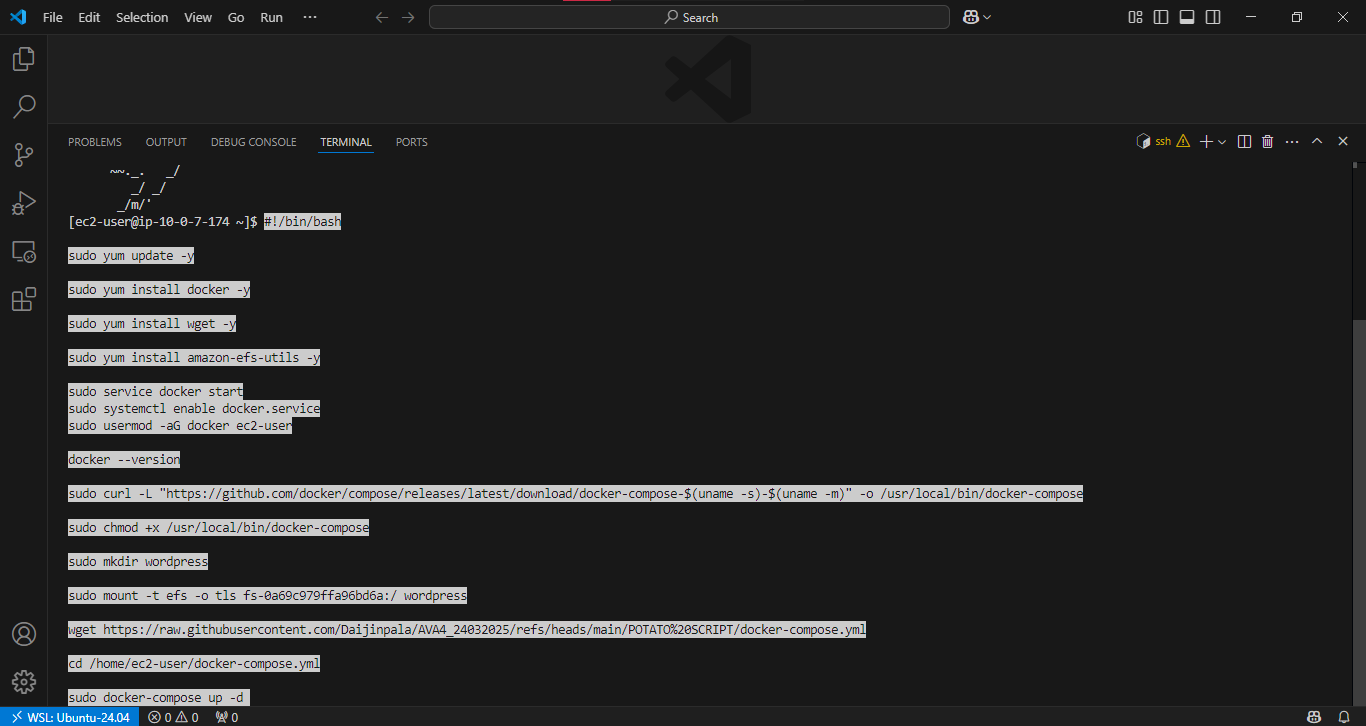 File Edit Selection View Go Run ···
Search
PROBLEMS OUTPUT DEBUG CONSOLE TERMINAL PORTS
ssh
~~._.   _/
_/ _/
_/m/'
[ec2-user@ip-10-0-7-174 ~]$ #!/bin/bash
sudo yum update -y
sudo yum install docker -y
sudo yum install wget -y
sudo yum install amazon-efs-utils -y
sudo service docker start
sudo systemctl enable docker.service
sudo usermod -aG docker ec2-user
docker --version
sudo curl -L "https://github.com/docker/compose/releases/latest/download/docker-compose-$(uname -s)-$(uname -m)" -o /usr/local/bin/docker-compose
sudo chmod +x /usr/local/bin/docker-compose
sudo mkdir wordpress
sudo mount -t efs -o tls fs-0a69c979ffa96bd6a:/ wordpress
wget https://raw.githubusercontent.com/Daijinpala/AVA4_24032025/refs/heads/main/POTATO%20SCRIPT/docker-compose.yml
cd /home/ec2-user/docker-compose.yml
sudo docker-compose up -d
WSL: Ubuntu-24.04 0 0 0